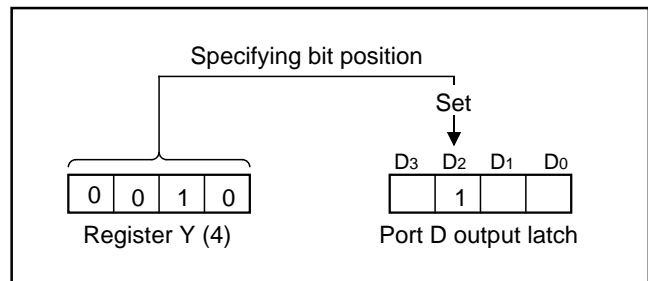 Specifying bit position
Set
D3 D2 D1 D0
0 0 1 0
1
Register Y (4)
Port D output latch